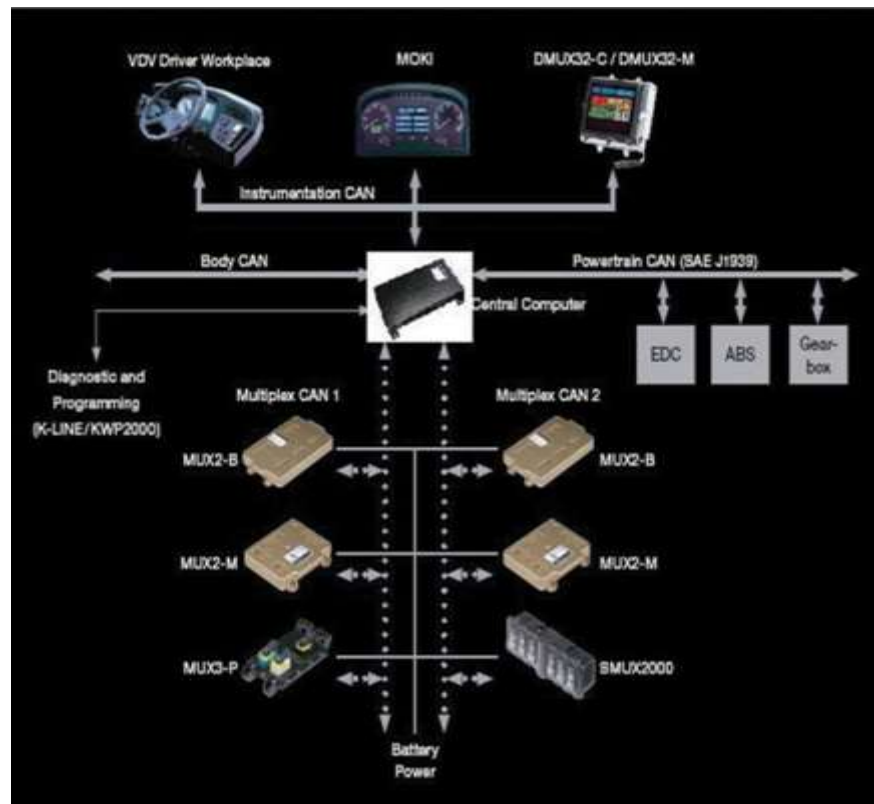 VDV Driver Workplace
MOKI
DMUX32-C / DMUX32-M
Instrumentation CAN
Body CAN
Powertrain CAN (SAE J1939)
Central Computer
EDC
ABS
Gear-
box
Diagnostic and
Programming
(K-LINE/KWP2000)
Multiplex CAN 1
Multiplex CAN 2
MUX2-B
MUX2-B
MUX2-M
MUX2-M
MUX3-P
SMUX2000
Battery
Power